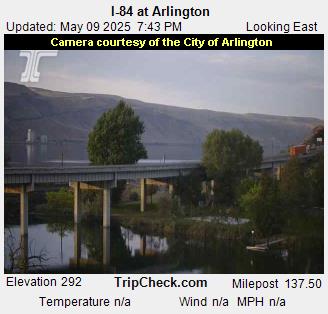 I-84 at Arlington
Updated: May 09 2025 7:43 PM Looking East
Camera courtesy of the City of Arlington
Elevation 292 TripCheck.com Milepost 137.50
Temperature n/a Wind n/a MPH n/a